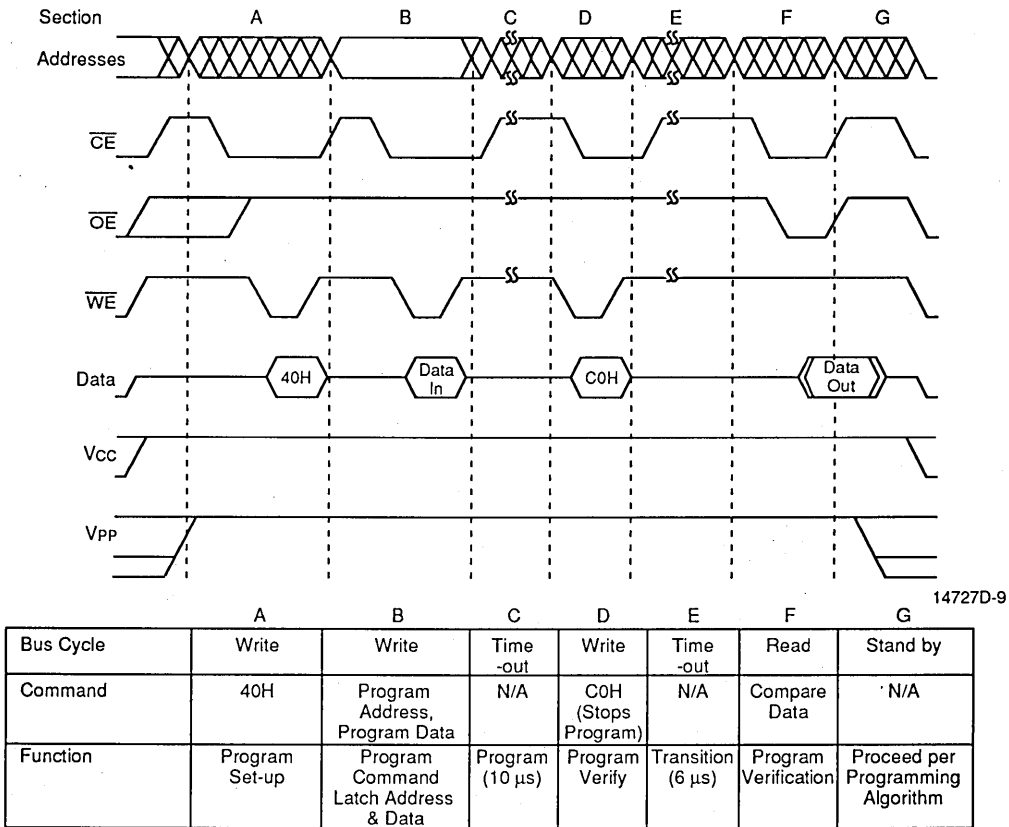 Section A B C D E F G
Addresses
CE
OE
WE
Data 40H Data In C0H Data Out
Vcc
VPP
14727D-9
A B C D E F G
Bus Cycle Write Write Time -out Write Time -out Read Stand by
Command 40H Program Address, Program Data N/A C0H (Stops Program) N/A Compare Data N/A
Function Program Set-up Program Command Latch Address & Data Program (10 µs) Program Verify Transition (6 µs) Program Verification Proceed per Programming Algorithm